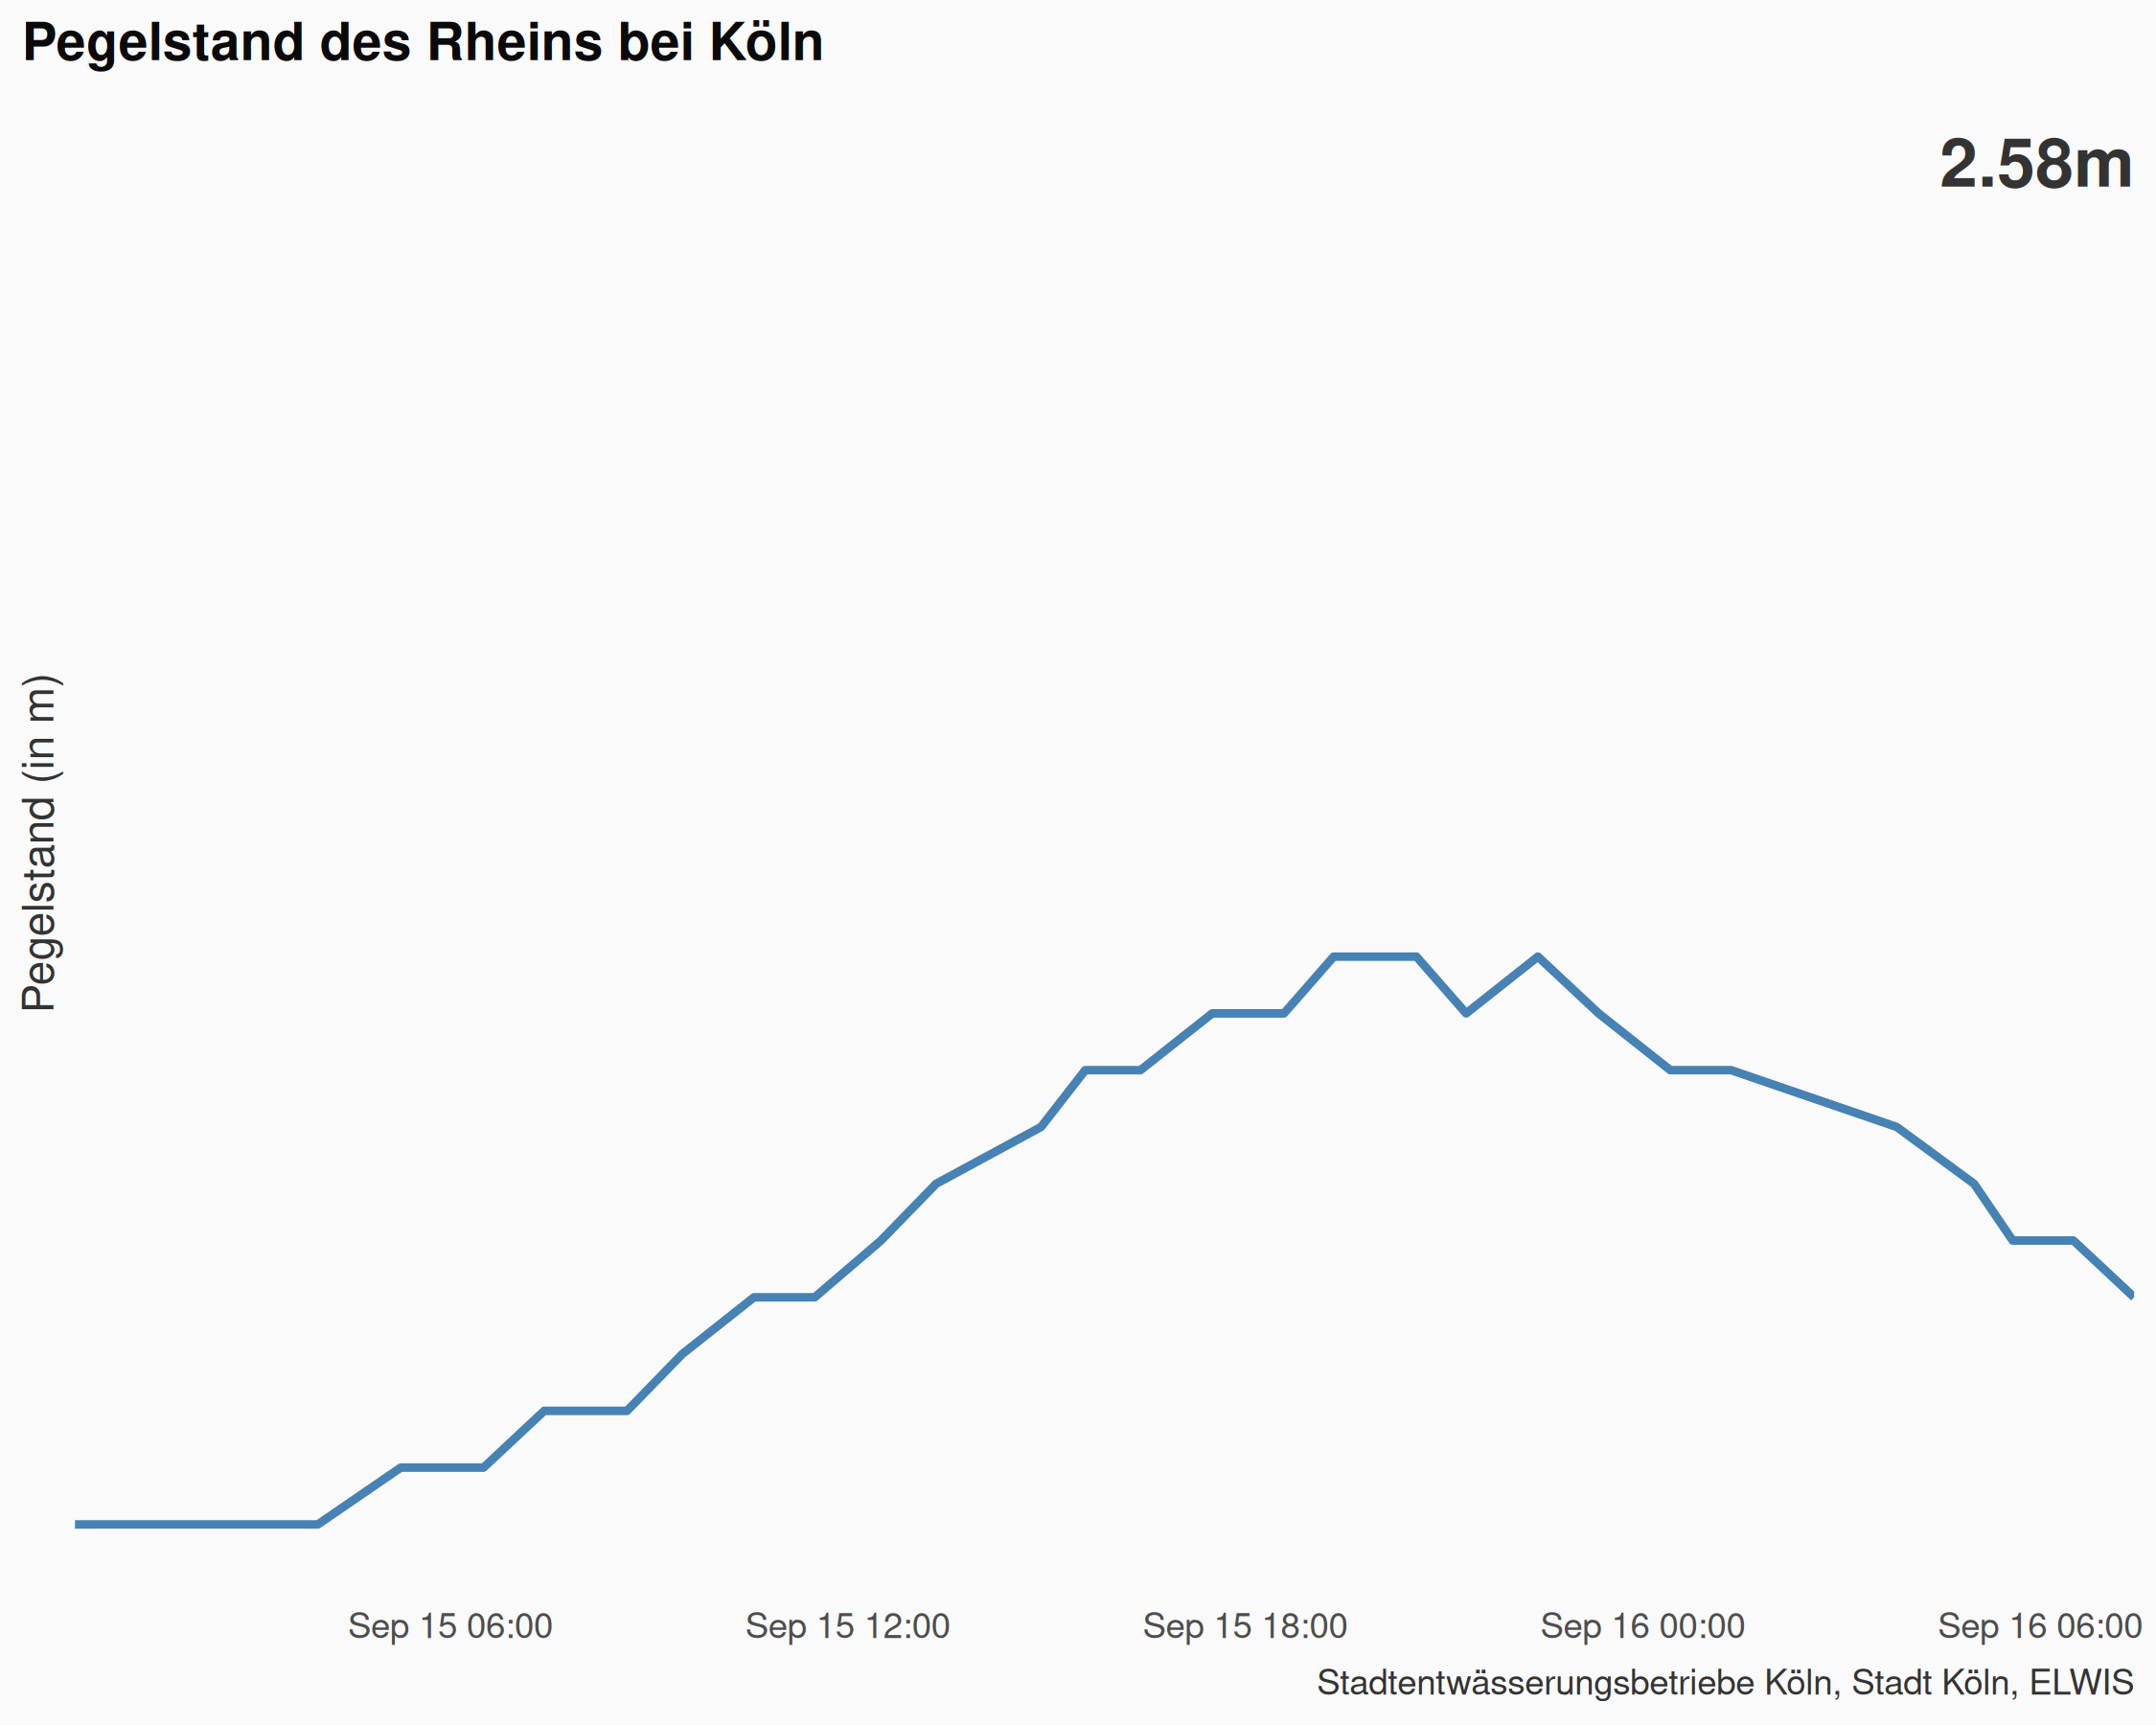 Pegelstand des Rheins bei Köln
2.58m
Pegelstand (in m)
Sep 15 06:00
Sep 15 12:00
Sep 15 18:00
Sep 16 00:00
Sep 16 06:00
Stadtentwässerungsbetriebe Köln, Stadt Köln, ELWIS